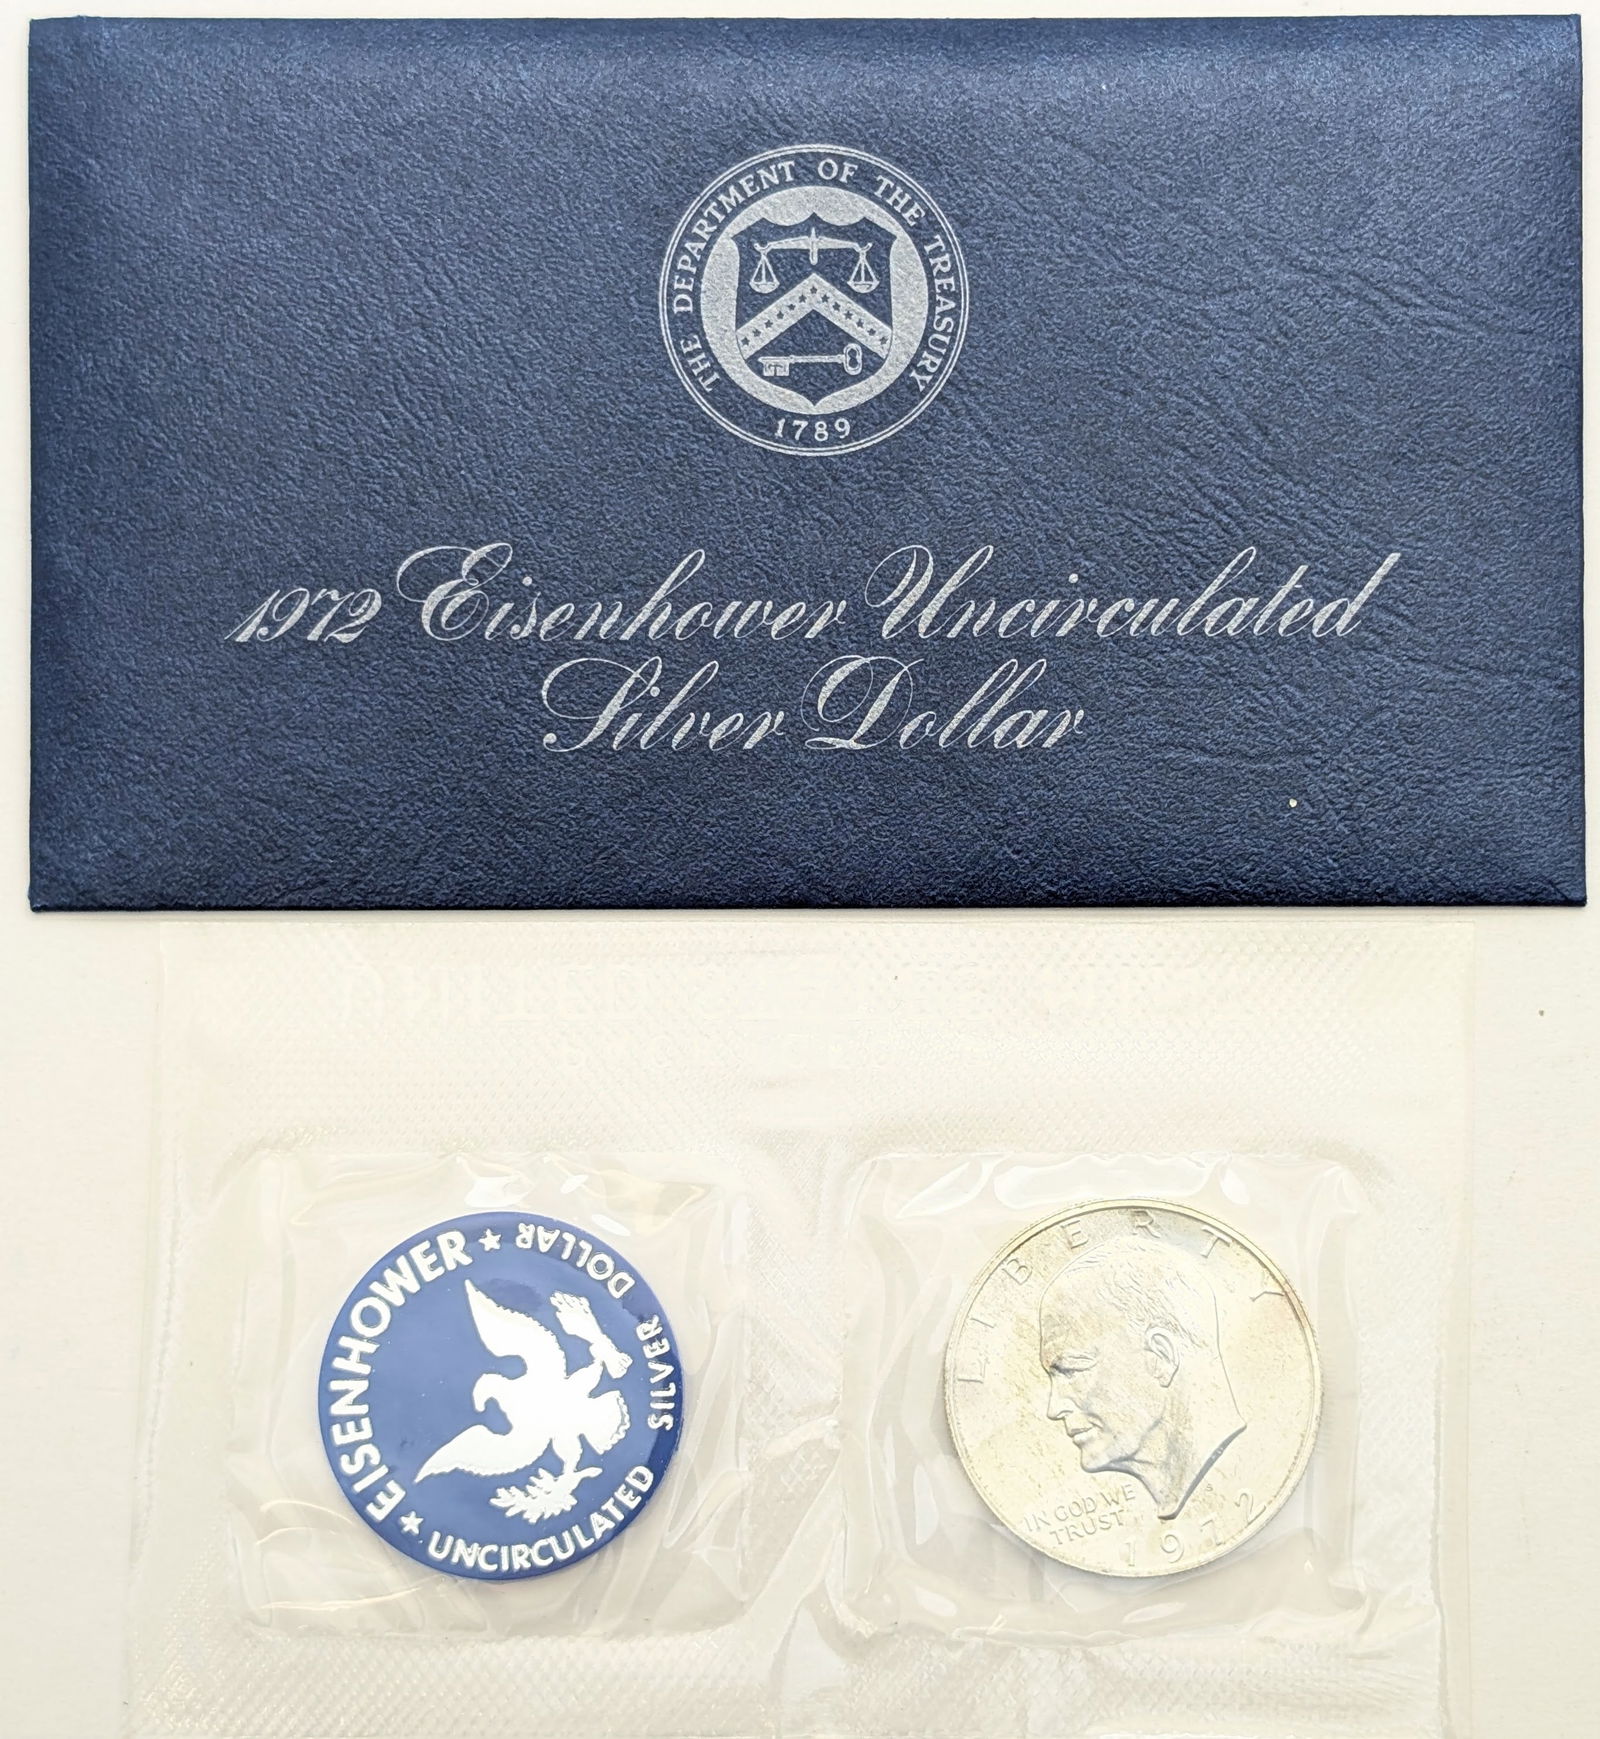 THE DEPARTMENT OF THE TREASURY
1789
1972 Eisenhower Uncirculated
Silver Dollar
EISENHOWER ★ UNCIRCULATED SILVER DOLLAR ★
LIBERTY
IN GOD WE
TRUST
S
1972